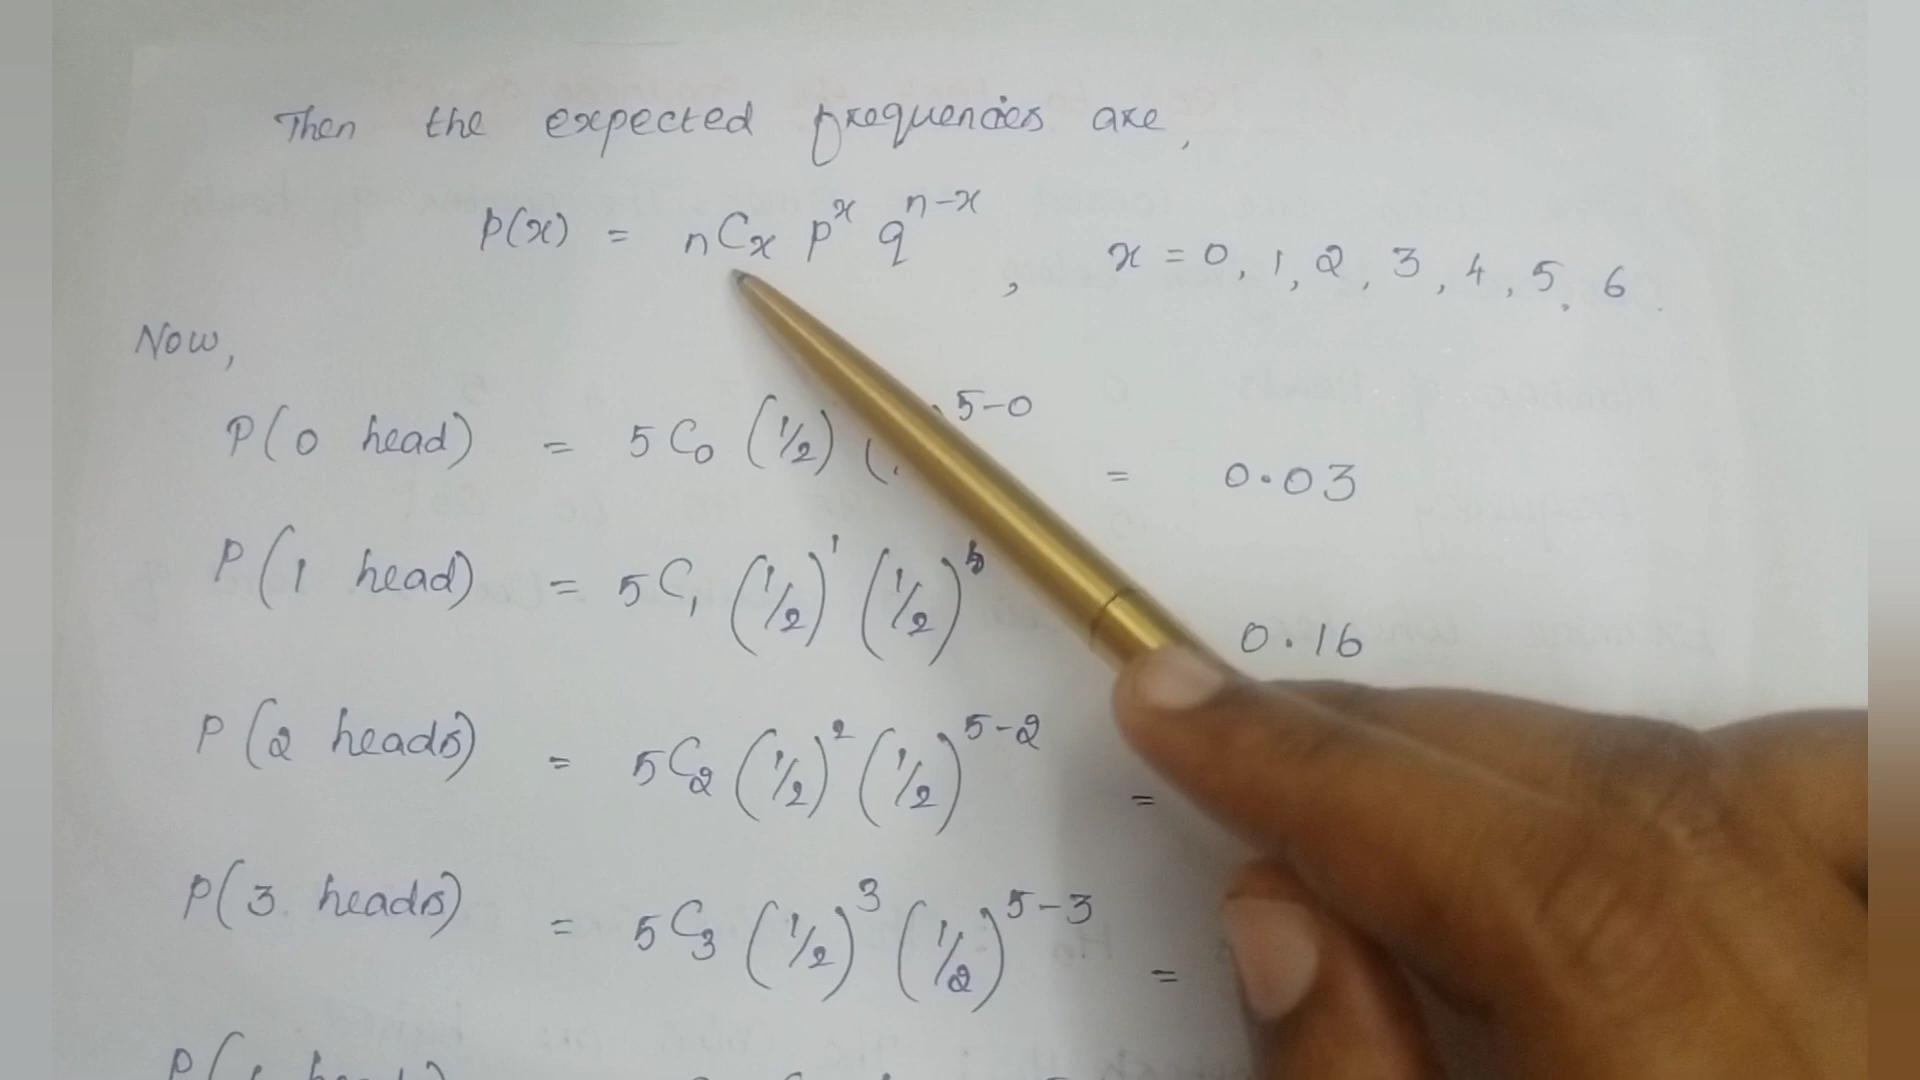 Then the expected frequencies are,
P(x) = nCx p^x q^(n-x), x = 0, 1, 2, 3, 4, 5, 6.
Now,
P(0 head) = 5C0 (1/2) ( 5-0 = 0.03
P(1 head) = 5C1 (1/2)^1 (1/2) 0.16
P(2 heads) = 5C2 (1/2)^2 (1/2)^(5-2) =
P(3 heads) = 5C3 (1/2)^3 (1/2)^(5-3) =